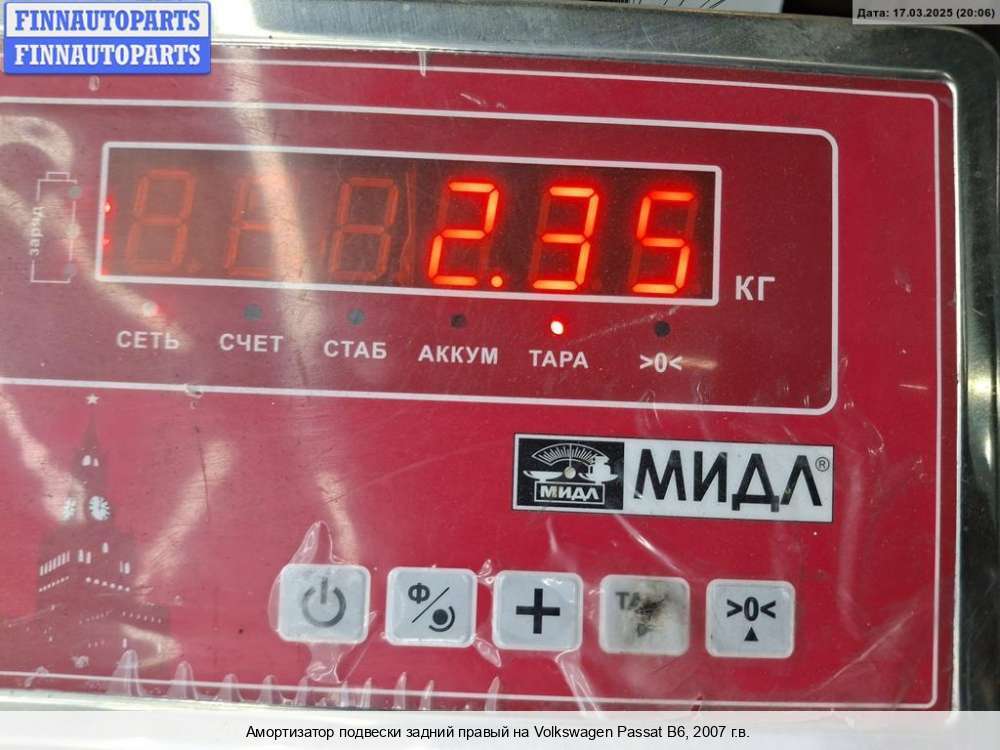 FINNAUTOPARTS
FINNAUTOPARTS
Дата: 17.03.2025 (20:06)
заряд
2.35
КГ
СЕТЬ СЧЕТ СТАБ АККУМ ТАРА >0<
МИДЛ
МИДЛ®
Ф
+
>0<
Амортизатор подвески задний правый на Volkswagen Passat B6, 2007 г.в.